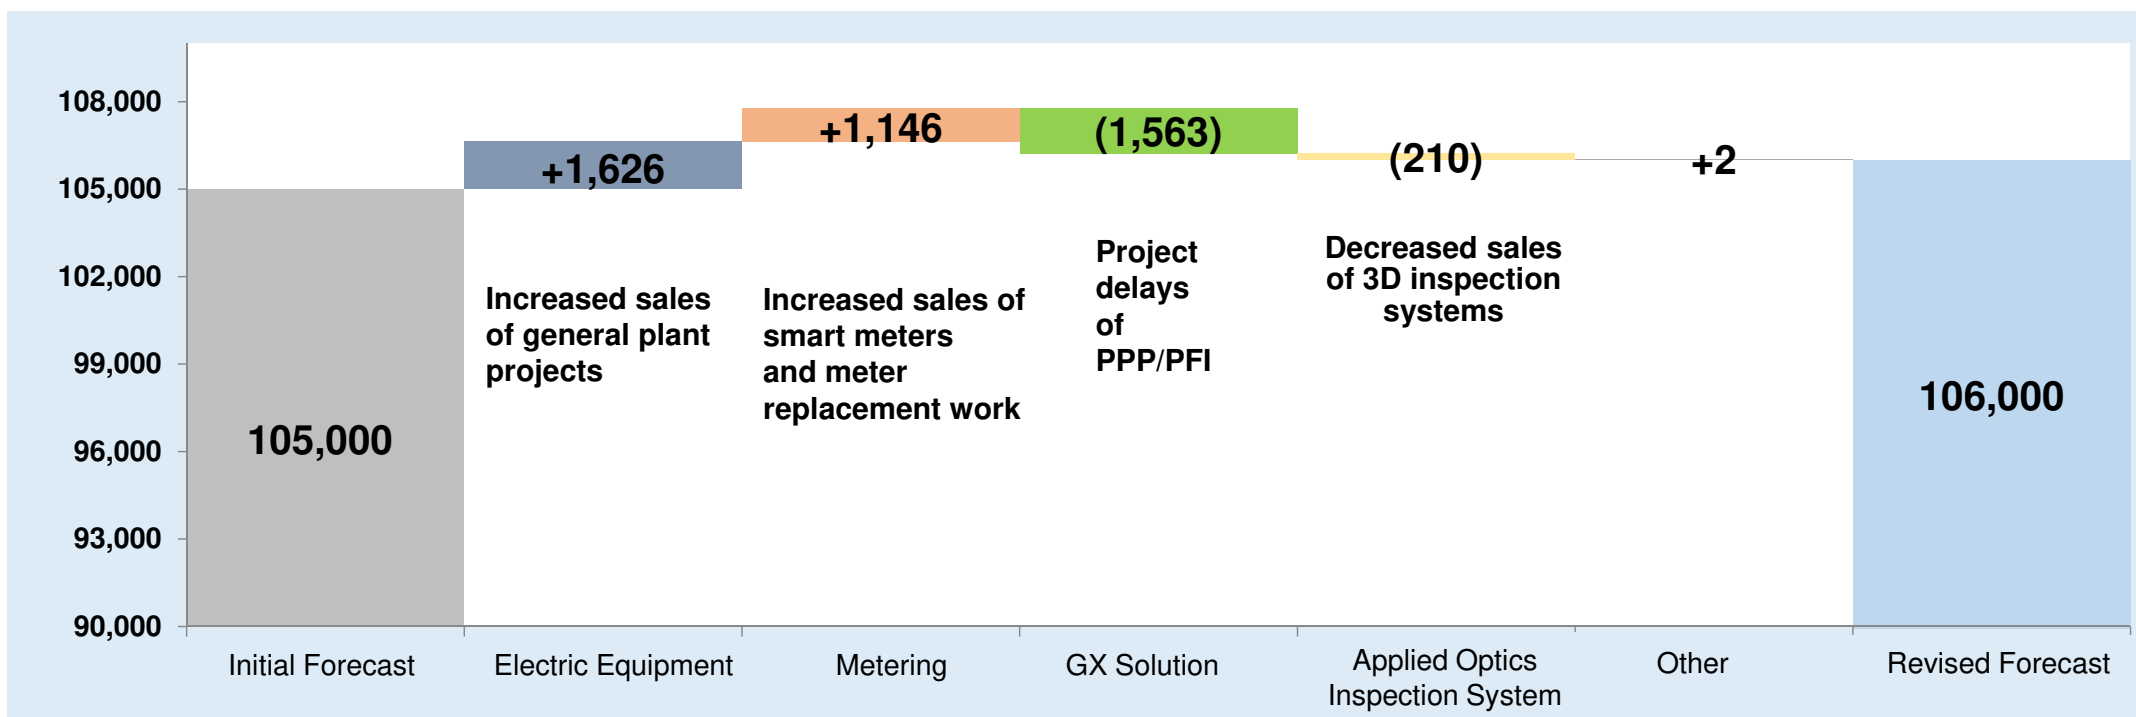 108,000
105,000
102,000
99,000
96,000
93,000
90,000
105,000
+1,626
+1,146
(1,563)
(210)
+2
106,000
Increased sales
of general plant
projects
Increased sales of
smart meters
and meter
replacement work
Project
delays
of
PPP/PFI
Decreased sales
of 3D inspection
systems
Initial Forecast
Electric Equipment
Metering
GX Solution
Applied Optics
Inspection System
Other
Revised Forecast